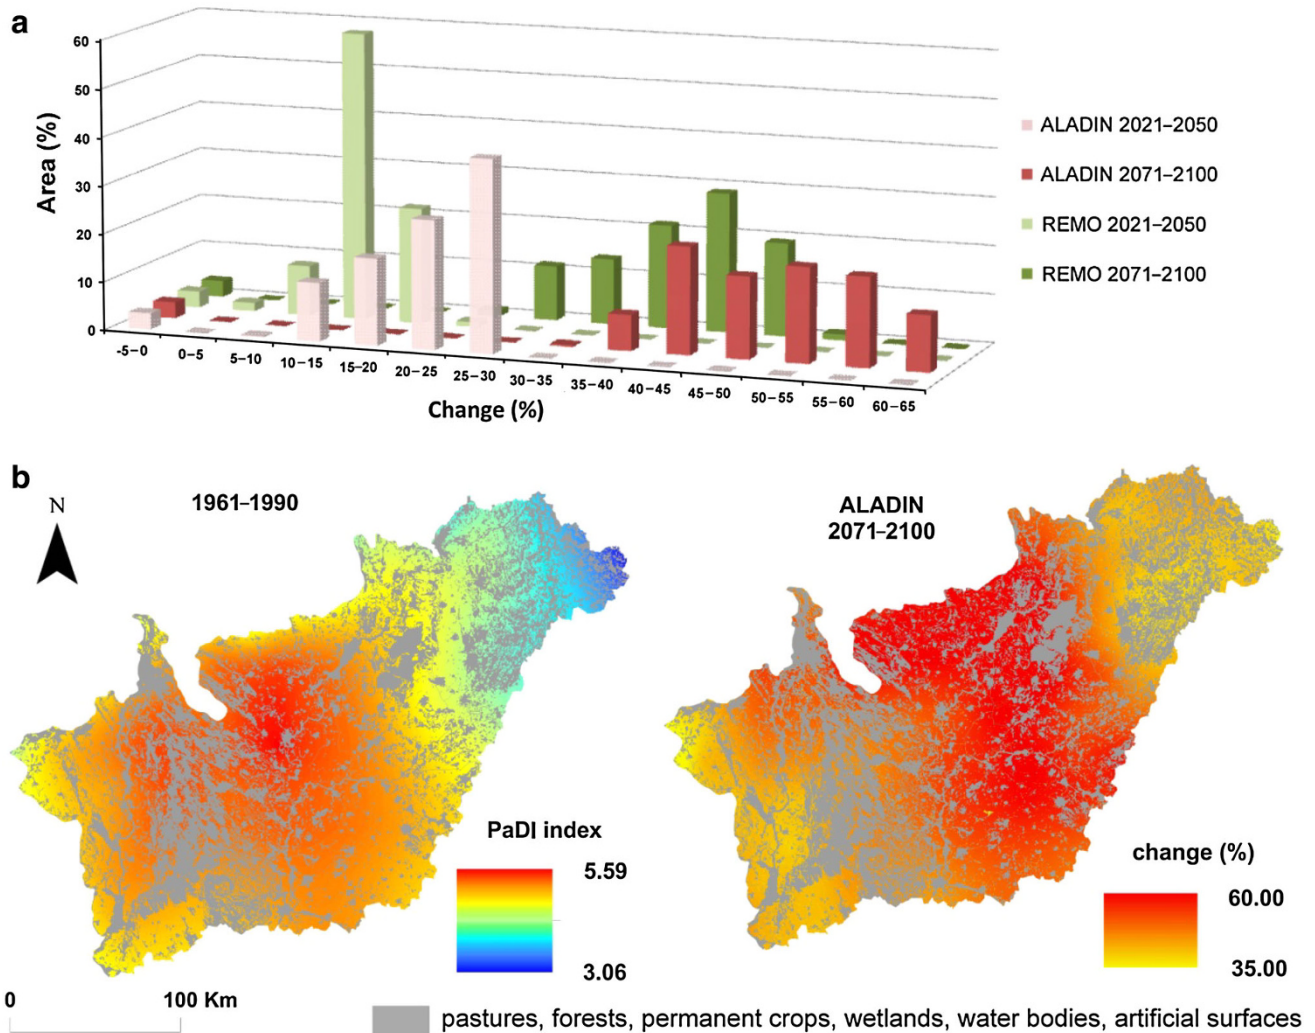 a
60
50
40
30
20
10
0
Area (%)
-5–0
0–5
5–10
10–15
15–20
20–25
25–30
30–35
35–40
40–45
45–50
50–55
55–60
60–65
Change (%)
ALADIN 2021–2050
ALADIN 2071–2100
REMO 2021–2050
REMO 2071–2100
b
N
1961–1990
ALADIN
2071–2100
PaDI index
5.59
3.06
change (%)
60.00
35.00
0
100 Km
pastures, forests, permanent crops, wetlands, water bodies, artificial surfaces